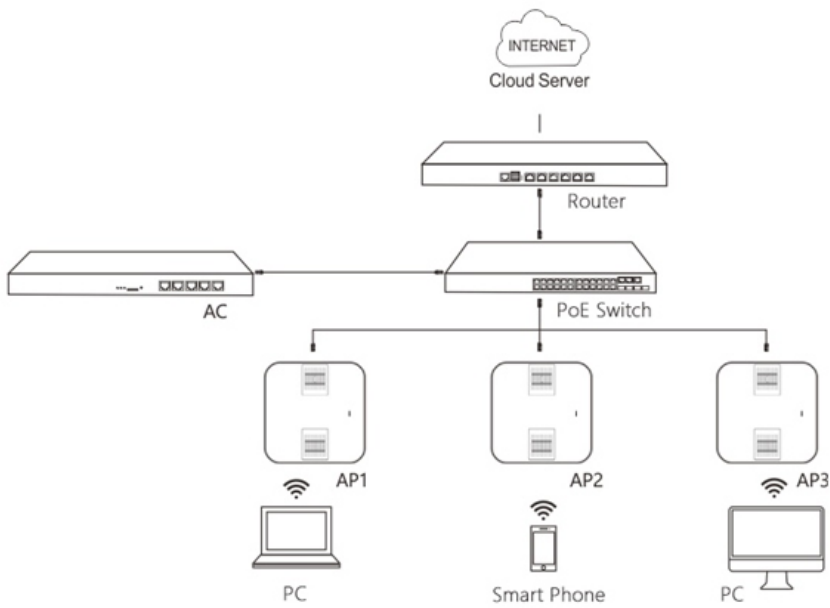 INTERNET
Cloud Server
Router
AC
PoE Switch
AP1
AP2
AP3
PC
Smart Phone
PC